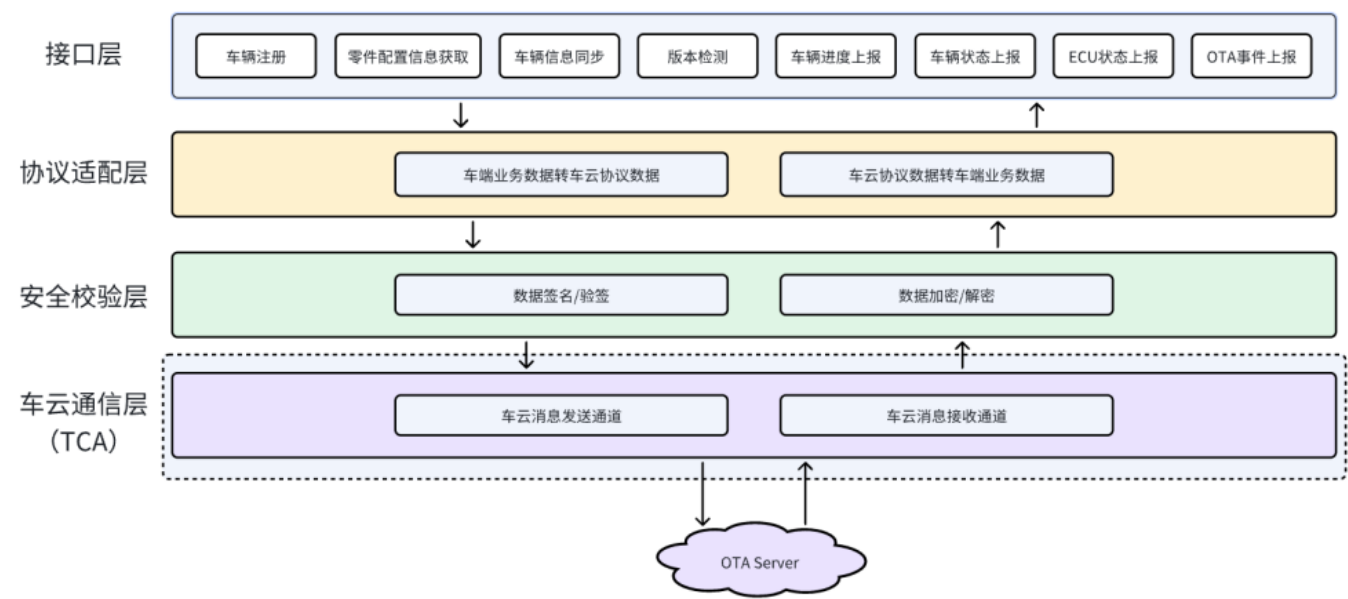 接口层
车辆注册
零件配置信息获取
车辆信息同步
版本检测
车辆进度上报
车辆状态上报
ECU状态上报
OTA事件上报
协议适配层
车端业务数据转车云协议数据
车云协议数据转车端业务数据
安全校验层
数据签名/验签
数据加密/解密
车云通信层
（TCA）
车云消息发送通道
车云消息接收通道
OTA Server